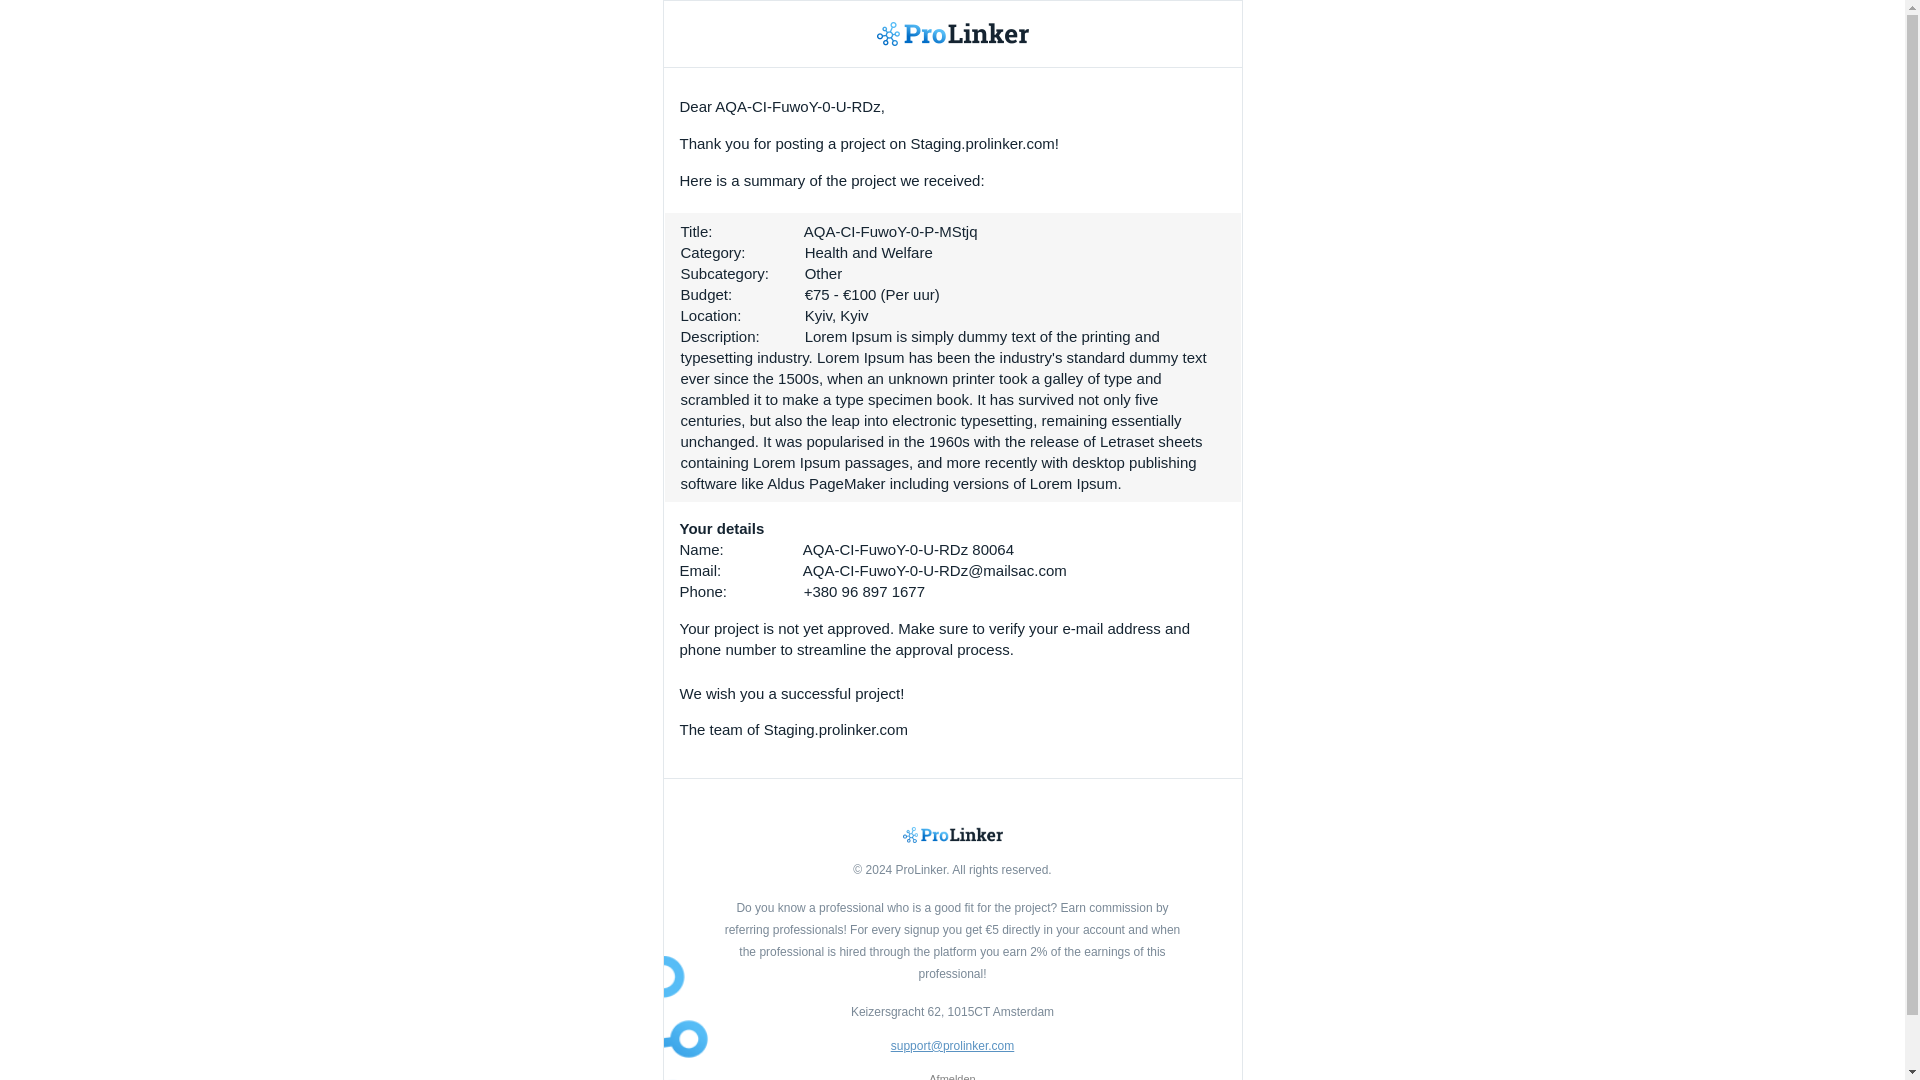 ProLinker
Dear AQA-CI-FuwoY-0-U-RDz,
Thank you for posting a project on Staging.prolinker.com!
Here is a summary of the project we received:
Title: AQA-CI-FuwoY-0-P-MStjq
Category: Health and Welfare
Subcategory: Other
Budget: €75 - €100 (Per uur)
Location: Kyiv, Kyiv
Description: Lorem Ipsum is simply dummy text of the printing and
typesetting industry. Lorem Ipsum has been the industry's standard dummy text
ever since the 1500s, when an unknown printer took a galley of type and
scrambled it to make a type specimen book. It has survived not only five
centuries, but also the leap into electronic typesetting, remaining essentially
unchanged. It was popularised in the 1960s with the release of Letraset sheets
containing Lorem Ipsum passages, and more recently with desktop publishing
software like Aldus PageMaker including versions of Lorem Ipsum.
Your details
Name: AQA-CI-FuwoY-0-U-RDz 80064
Email: AQA-CI-FuwoY-0-U-RDz@mailsac.com
Phone: +380 96 897 1677
Your project is not yet approved. Make sure to verify your e-mail address and
phone number to streamline the approval process.
We wish you a successful project!
The team of Staging.prolinker.com
ProLinker
© 2024 ProLinker. All rights reserved.
Do you know a professional who is a good fit for the project? Earn commission by
referring professionals! For every signup you get €5 directly in your account and when
the professional is hired through the platform you earn 2% of the earnings of this
professional!
Keizersgracht 62, 1015CT Amsterdam
support@prolinker.com
Afmelden